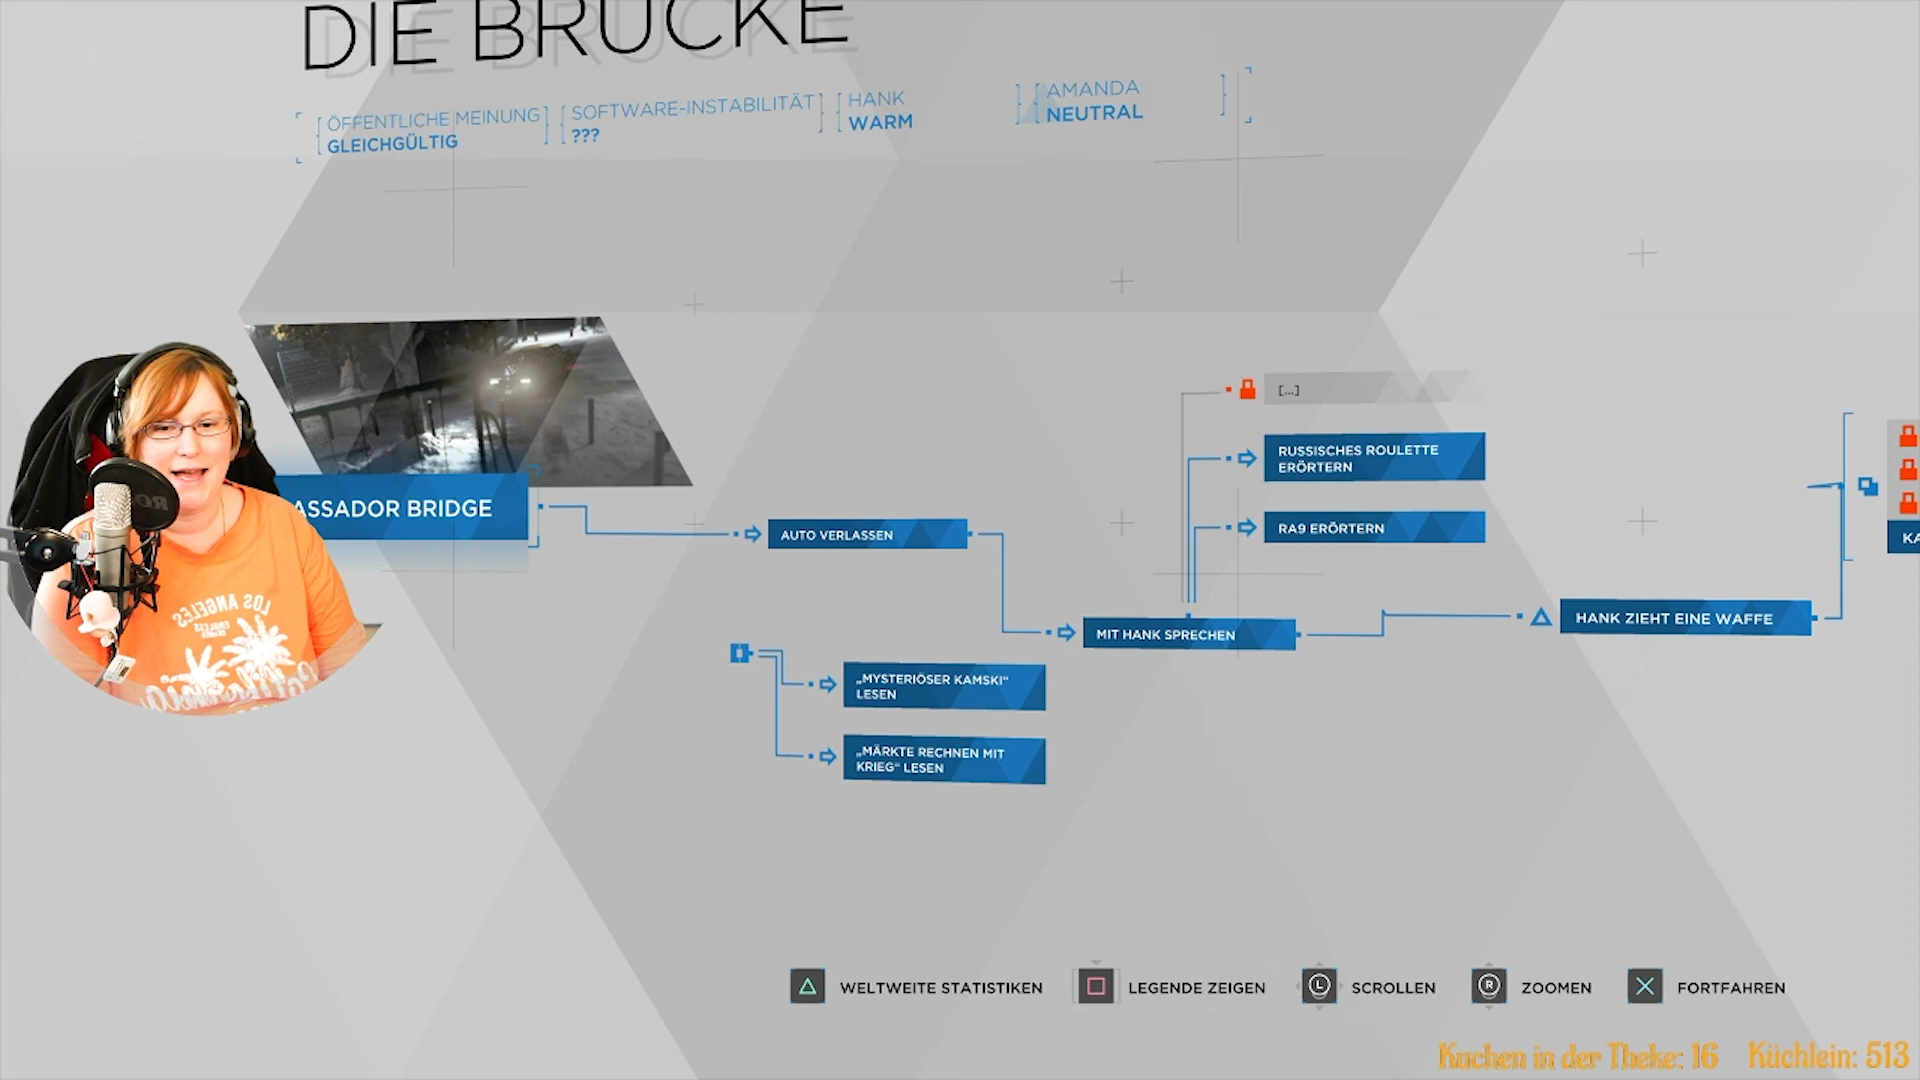 DIE BRÜCKE
ÖFFENTLICHE MEINUNG
GLEICHGÜLTIG
SOFTWARE-INSTABILITÄT
???
HANK
WARM
AMANDA
NEUTRAL
[...]
RUSSISCHES ROULETTE
ERÖRTERN
ASSADOR BRIDGE
AUTO VERLASSEN
RA9 ERÖRTERN
KA
HANK ZIEHT EINE WAFFE
MIT HANK SPRECHEN
„MYSTERIÖSER KAMSKI“
LESEN
„MÄRKTE RECHNEN MIT
KRIEG“ LESEN
LOS ANGELES
WELTWEITE STATISTIKEN
LEGENDE ZEIGEN
L
SCROLLEN
R
ZOOMEN
FORTFAHREN
Kuchen in der Theke: 16 Küchlein: 513